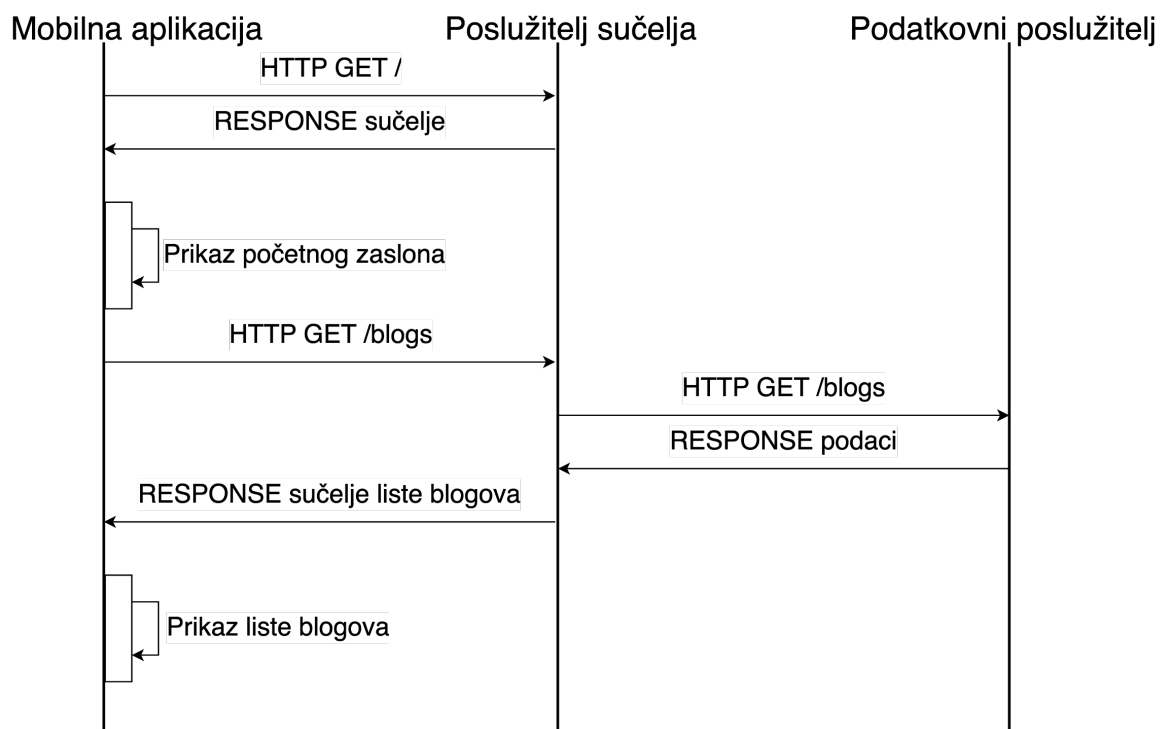 Mobilna aplikacija
Poslužitelj sučelja
Podatkovni poslužitelj
HTTP GET /
RESPONSE sučelje
Prikaz početnog zaslona
HTTP GET /blogs
HTTP GET /blogs
RESPONSE podaci
RESPONSE sučelje liste blogova
Prikaz liste blogova